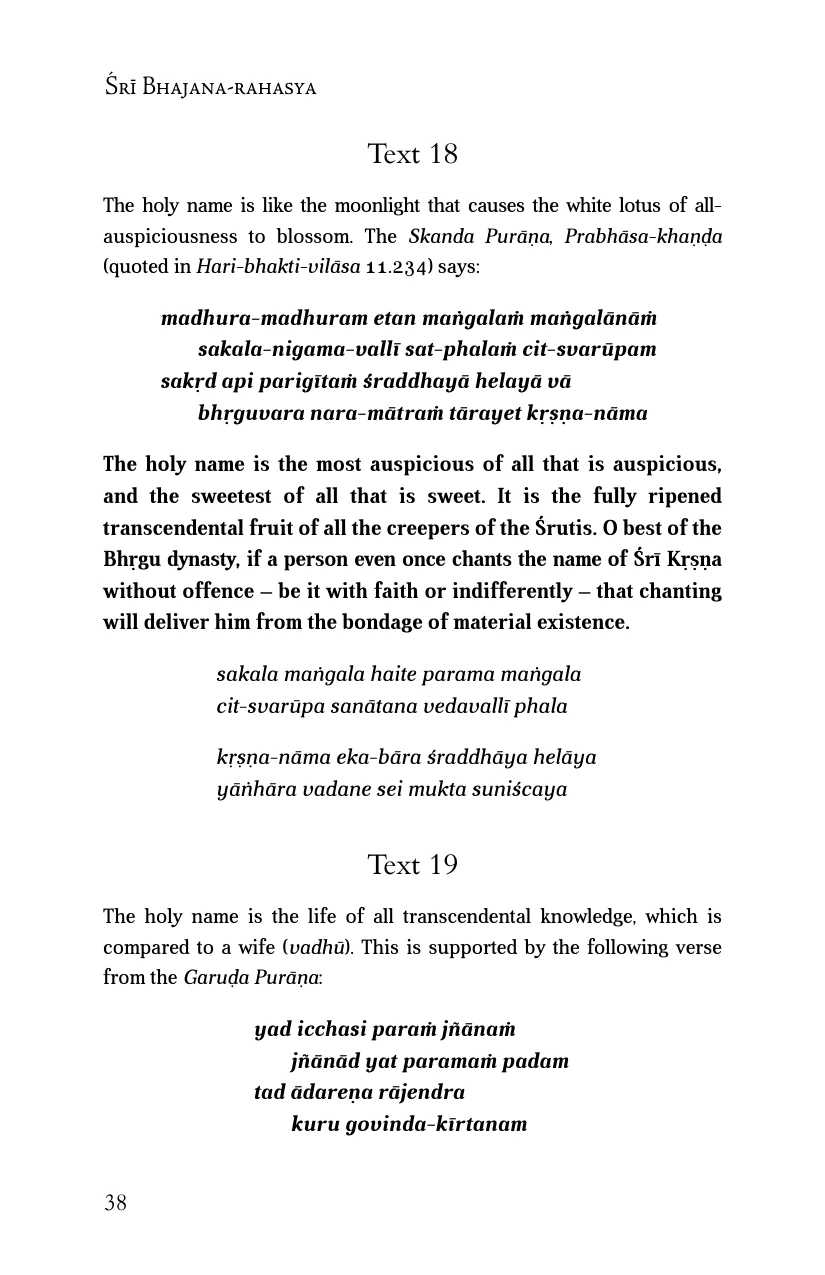 Śrī Bhajana-rahasya
Text 18
The holy name is like the moonlight that causes the white lotus of all-
auspiciousness to blossom. The Skanda Purāṇa, Prabhāsa-khaṇḍa
(quoted in Hari-bhakti-vilāsa 11.234) says:
madhura-madhuram etan maṅgalaṁ maṅgalānāṁ
sakala-nigama-vallī sat-phalaṁ cit-svarūpam
sakṛd api parigītaṁ śraddhayā helayā vā
bhṛguvara nara-mātraṁ tārayet kṛṣṇa-nāma
The holy name is the most auspicious of all that is auspicious,
and the sweetest of all that is sweet. It is the fully ripened
transcendental fruit of all the creepers of the Śrutis. O best of the
Bhṛgu dynasty, if a person even once chants the name of Śrī Kṛṣṇa
without offence – be it with faith or indifferently – that chanting
will deliver him from the bondage of material existence.
sakala maṅgala haite parama maṅgala
cit-svarūpa sanātana vedavallī phala
kṛṣṇa-nāma eka-bāra śraddhāya helāya
yāṅhāra vadane sei mukta suniścaya
Text 19
The holy name is the life of all transcendental knowledge, which is
compared to a wife (vadhū). This is supported by the following verse
from the Garuḍa Purāṇa:
yad icchasi paraṁ jñānaṁ
jñānād yat paramaṁ padam
tad ādareṇa rājendra
kuru govinda-kīrtanam
38